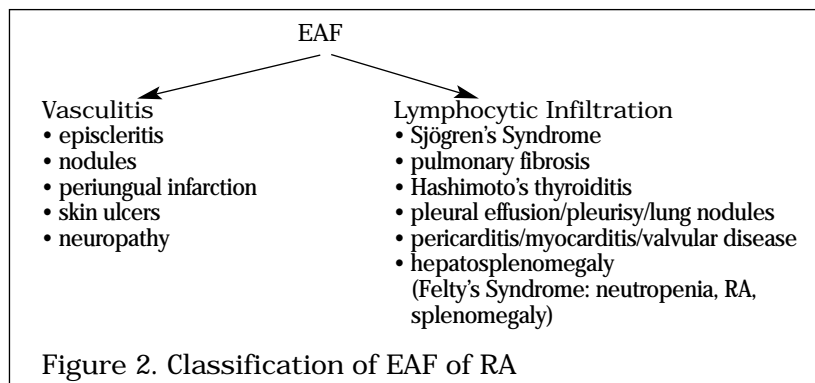 EAF
Vasculitis
• episcleritis
• nodules
• periungual infarction
• skin ulcers
• neuropathy
Lymphocytic Infiltration
• Sjögren's Syndrome
• pulmonary fibrosis
• Hashimoto's thyroiditis
• pleural effusion/pleurisy/lung nodules
• pericarditis/myocarditis/valvular disease
• hepatosplenomegaly
(Felty's Syndrome: neutropenia, RA,
splenomegaly)
Figure 2. Classification of EAF of RA